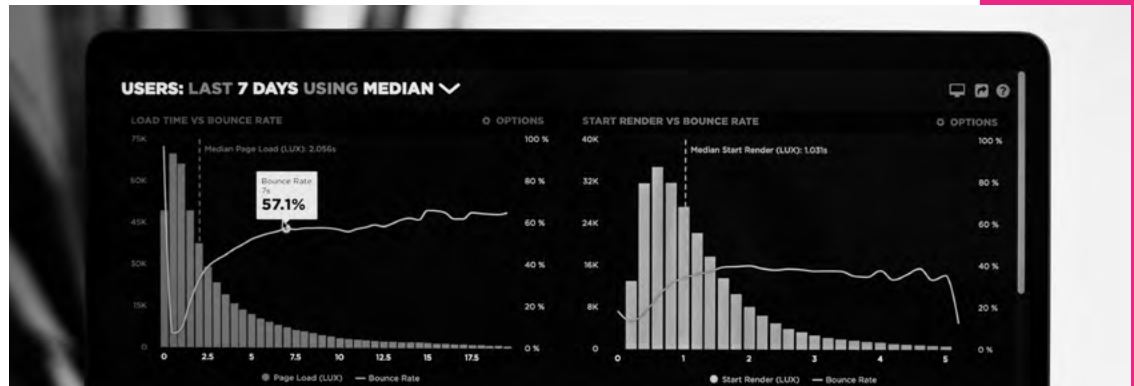 USERS: LAST 7 DAYS USING MEDIAN
LOAD TIME VS BOUNCE RATE
OPTIONS
75K
60K
45K
30K
15K
0
100 %
80 %
60 %
40 %
20 %
0 %
Median Page Load (LUX): 2.056s
Bounce Rate
7s
57.1%
0 2.5 5 7.5 10 12.5 15 17.5
Page Load (LUX) Bounce Rate
START RENDER VS BOUNCE RATE
OPTIONS
40K
32K
24K
16K
8K
0
100 %
80 %
60 %
40 %
20 %
0 %
Median Start Render (LUX): 1.031s
0 1 2 3 4 5
Start Render (LUX) Bounce Rate